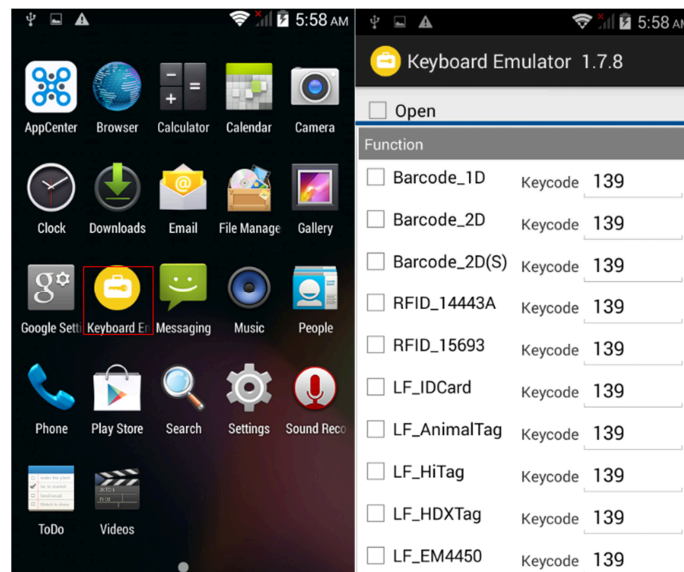 5:58 AM
AppCenter Browser Calculator Calendar Camera
Clock Downloads Email File Manage Gallery
Google Setti Keyboard En Messaging Music People
Phone Play Store Search Settings Sound Reco
ToDo Videos
5:58 AM
Keyboard Emulator 1.7.8
Open
Function
Barcode_1D Keycode 139
Barcode_2D Keycode 139
Barcode_2D(S) Keycode 139
RFID_14443A Keycode 139
RFID_15693 Keycode 139
LF_IDCard Keycode 139
LF_AnimalTag Keycode 139
LF_HiTag Keycode 139
LF_HDXTag Keycode 139
LF_EM4450 Keycode 139